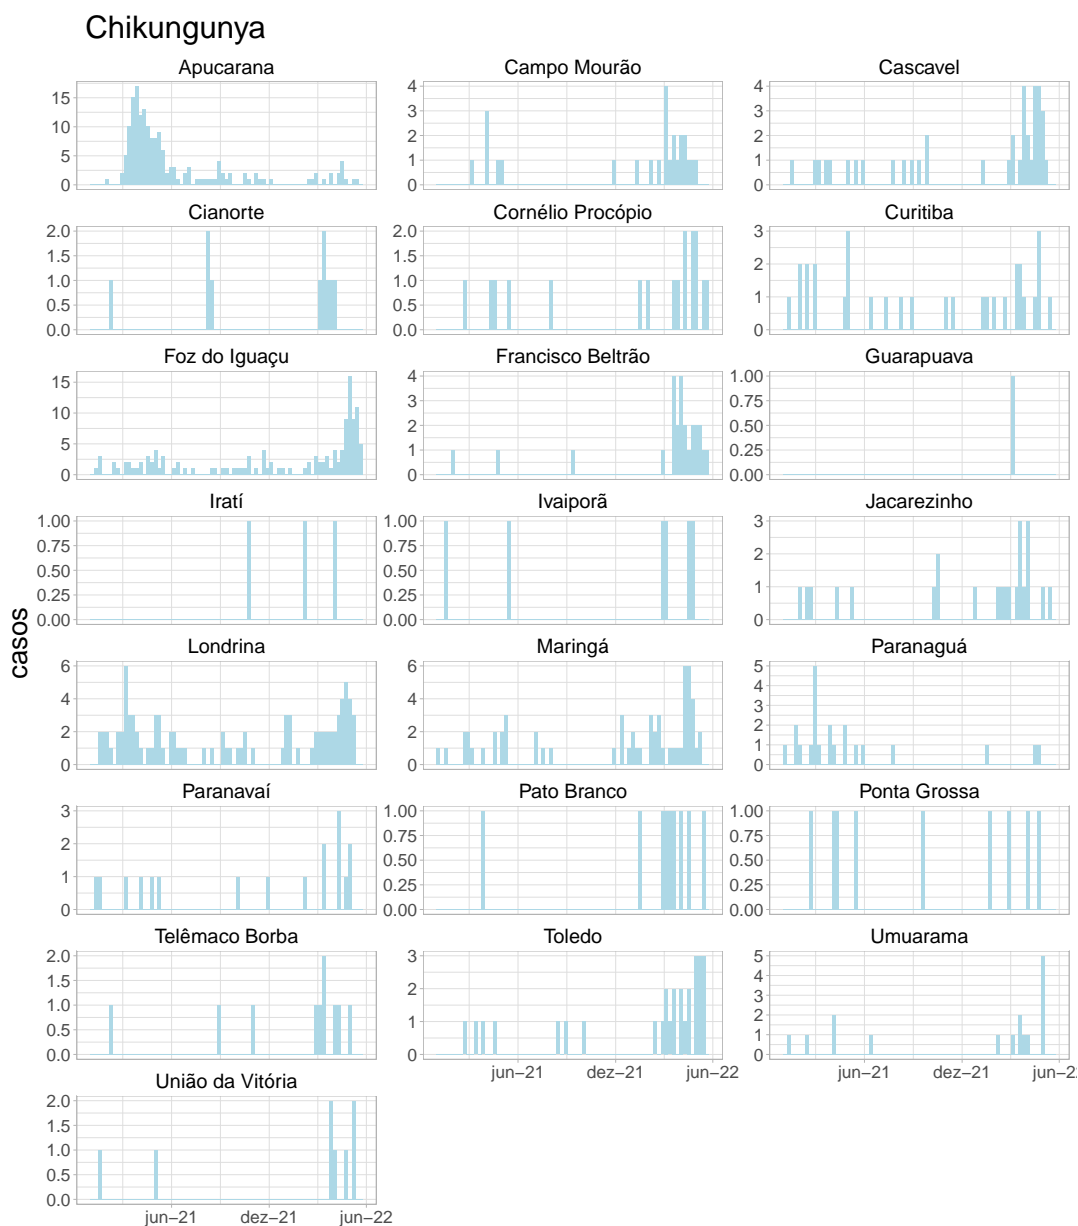 Chikungunya
Apucarana Campo Mourão Cascavel
15 10 5 0
4 3 2 1 0
4 3 2 1 0
Cianorte Cornélio Procópio Curitiba
2.0 1.5 1.0 0.5 0.0
2.0 1.5 1.0 0.5 0.0
3 2 1 0
Foz do Iguaçu Francisco Beltrão Guarapuava
15 10 5 0
4 3 2 1 0
1.00 0.75 0.50 0.25 0.00
Iratí Ivaiporã Jacarezinho
1.00 0.75 0.50 0.25 0.00
1.00 0.75 0.50 0.25 0.00
3 2 1 0
casos
Londrina Maringá Paranaguá
6 4 2 0
6 4 2 0
5 4 3 2 1 0
Paranavaí Pato Branco Ponta Grossa
3 2 1 0
1.00 0.75 0.50 0.25 0.00
1.00 0.75 0.50 0.25 0.00
Telêmaco Borba Toledo Umuarama
2.0 1.5 1.0 0.5 0.0
3 2 1 0
5 4 3 2 1 0
jun−21 dez−21 jun−22 jun−21 dez−21 jun−2
União da Vitória
2.0 1.5 1.0 0.5 0.0
jun−21 dez−21 jun−22